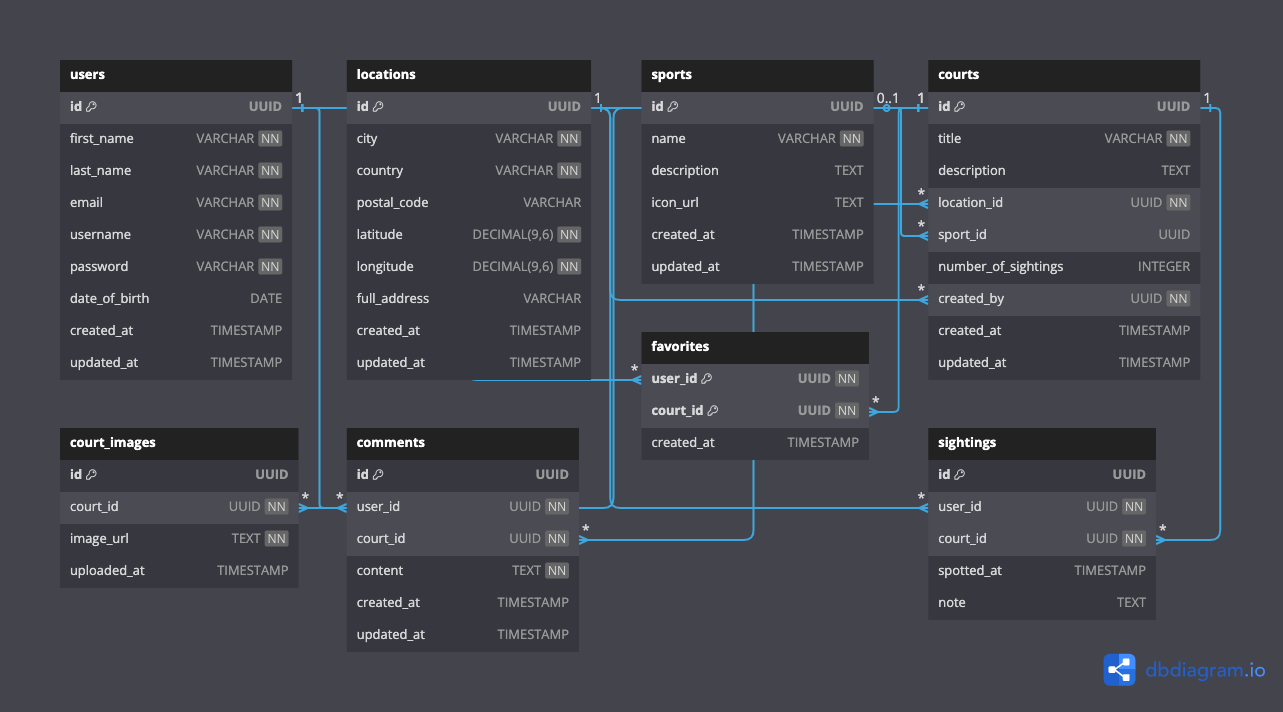 users
id UUID
first_name VARCHAR NN
last_name VARCHAR NN
email VARCHAR NN
username VARCHAR NN
password VARCHAR NN
date_of_birth DATE
created_at TIMESTAMP
updated_at TIMESTAMP
1
locations
id UUID
city VARCHAR NN
country VARCHAR NN
postal_code VARCHAR
latitude DECIMAL(9,6) NN
longitude DECIMAL(9,6) NN
full_address VARCHAR
created_at TIMESTAMP
updated_at TIMESTAMP
1
sports
id UUID
name VARCHAR NN
description TEXT
icon_url TEXT
created_at TIMESTAMP
updated_at TIMESTAMP
0..1
1
courts
id UUID
title VARCHAR NN
description TEXT
* location_id UUID NN
* sport_id UUID
number_of_sightings INTEGER
* created_by UUID NN
created_at TIMESTAMP
updated_at TIMESTAMP
1
favorites
* user_id UUID NN
court_id UUID NN *
created_at TIMESTAMP
court_images
id UUID
court_id UUID NN *
image_url TEXT NN
uploaded_at TIMESTAMP
comments
id UUID
* user_id UUID NN
court_id UUID NN *
content TEXT NN
created_at TIMESTAMP
updated_at TIMESTAMP
sightings
id UUID
* user_id UUID NN
court_id UUID NN *
spotted_at TIMESTAMP
note TEXT
dbdiagram.io